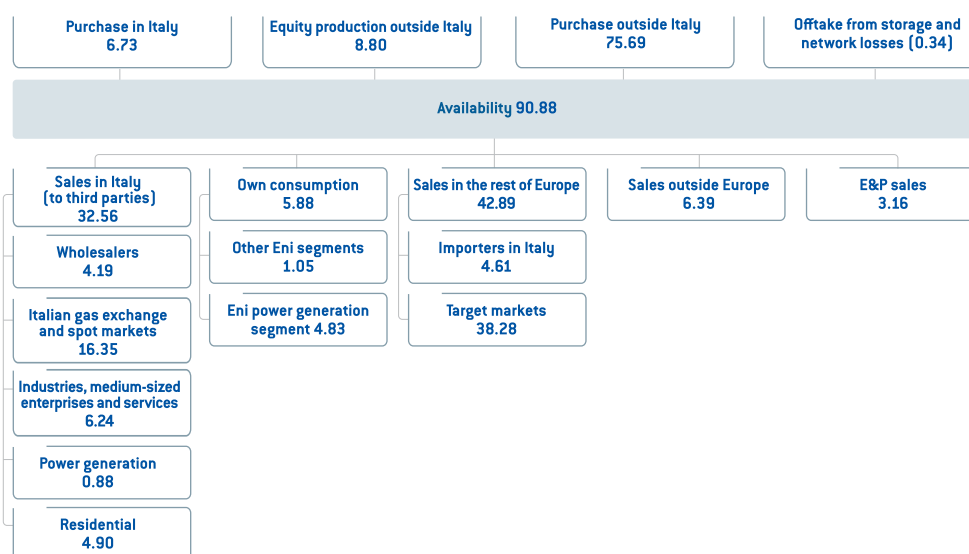 Purchase in Italy
6.73
Equity production outside Italy
8.80
Purchase outside Italy
75.69
Offtake from storage and
network losses (0.34)
Availability 90.88
Sales in Italy
(to third parties)
32.56
Own consumption
5.88
Sales in the rest of Europe
42.89
Sales outside Europe
6.39
E&P sales
3.16
Wholesalers
4.19
Other Eni segments
1.05
Importers in Italy
4.61
Italian gas exchange
and spot markets
16.35
Eni power generation
segment 4.83
Target markets
38.28
Industries, medium-sized
enterprises and services
6.24
Power generation
0.88
Residential
4.90